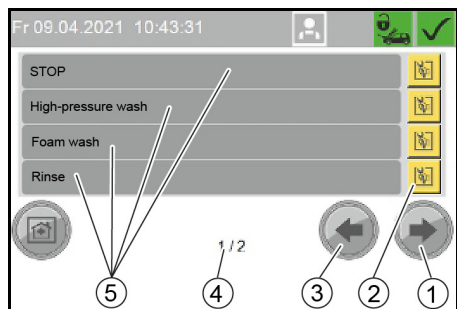 Fr 09.04.2021 10:43:31
STOP
High-pressure wash
Foam wash
Rinse
1 / 2
5 4 3 2 1